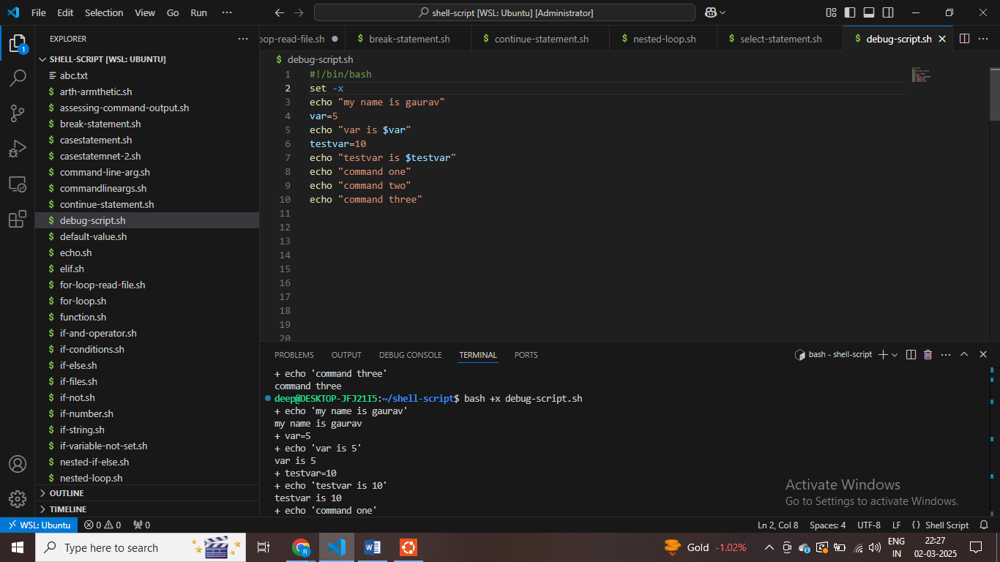 File Edit Selection View Go Run ··· shell-script [WSL: Ubuntu] [Administrator]
EXPLORER
1
SHELL-SCRIPT [WSL: UBUNTU]
abc.txt
$ arth-armthetic.sh
$ assessing-command-output.sh
$ break-statement.sh
$ casestatement.sh
$ casestatemnet-2.sh
$ command-line-arg.sh
$ commandlineargs.sh
$ continue-statement.sh
$ debug-script.sh
$ default-value.sh
$ echo.sh
$ elif.sh
$ for-loop-read-file.sh
$ for-loop.sh
$ function.sh
$ if-and-operator.sh
$ if-conditions.sh
$ if-else.sh
$ if-files.sh
$ if-not.sh
$ if-number.sh
$ if-string.sh
$ if-variable-not-set.sh
$ nested-if-else.sh
$ nested-loop.sh
OUTLINE
TIMELINE
oop-read-file.sh $ break-statement.sh $ continue-statement.sh $ nested-loop.sh $ select-statement.sh $ debug-script.sh
$ debug-script.sh
1 #!/bin/bash
2 set -x
3 echo "my name is gaurav"
4 var=5
5 echo "var is $var"
6 testvar=10
7 echo "testvar is $testvar"
8 echo "command one"
9 echo "command two"
10 echo "command three"
11
12
13
14
15
16
17
18
19
20
PROBLEMS OUTPUT DEBUG CONSOLE TERMINAL PORTS bash - shell-script
+ echo 'command three'
command three
deep@DESKTOP-JFJ21I5:~/shell-script$ bash +x debug-script.sh
+ echo 'my name is gaurav'
my name is gaurav
+ var=5
+ echo 'var is 5'
var is 5
+ testvar=10
+ echo 'testvar is 10'
testvar is 10
+ echo 'command one'
Activate Windows
Go to Settings to activate Windows.
WSL: Ubuntu 0 0 0 Ln 2, Col 8 Spaces: 4 UTF-8 LF {} Shell Script
Type here to search Gold -1.02% ENG IN 22:27 02-03-2025